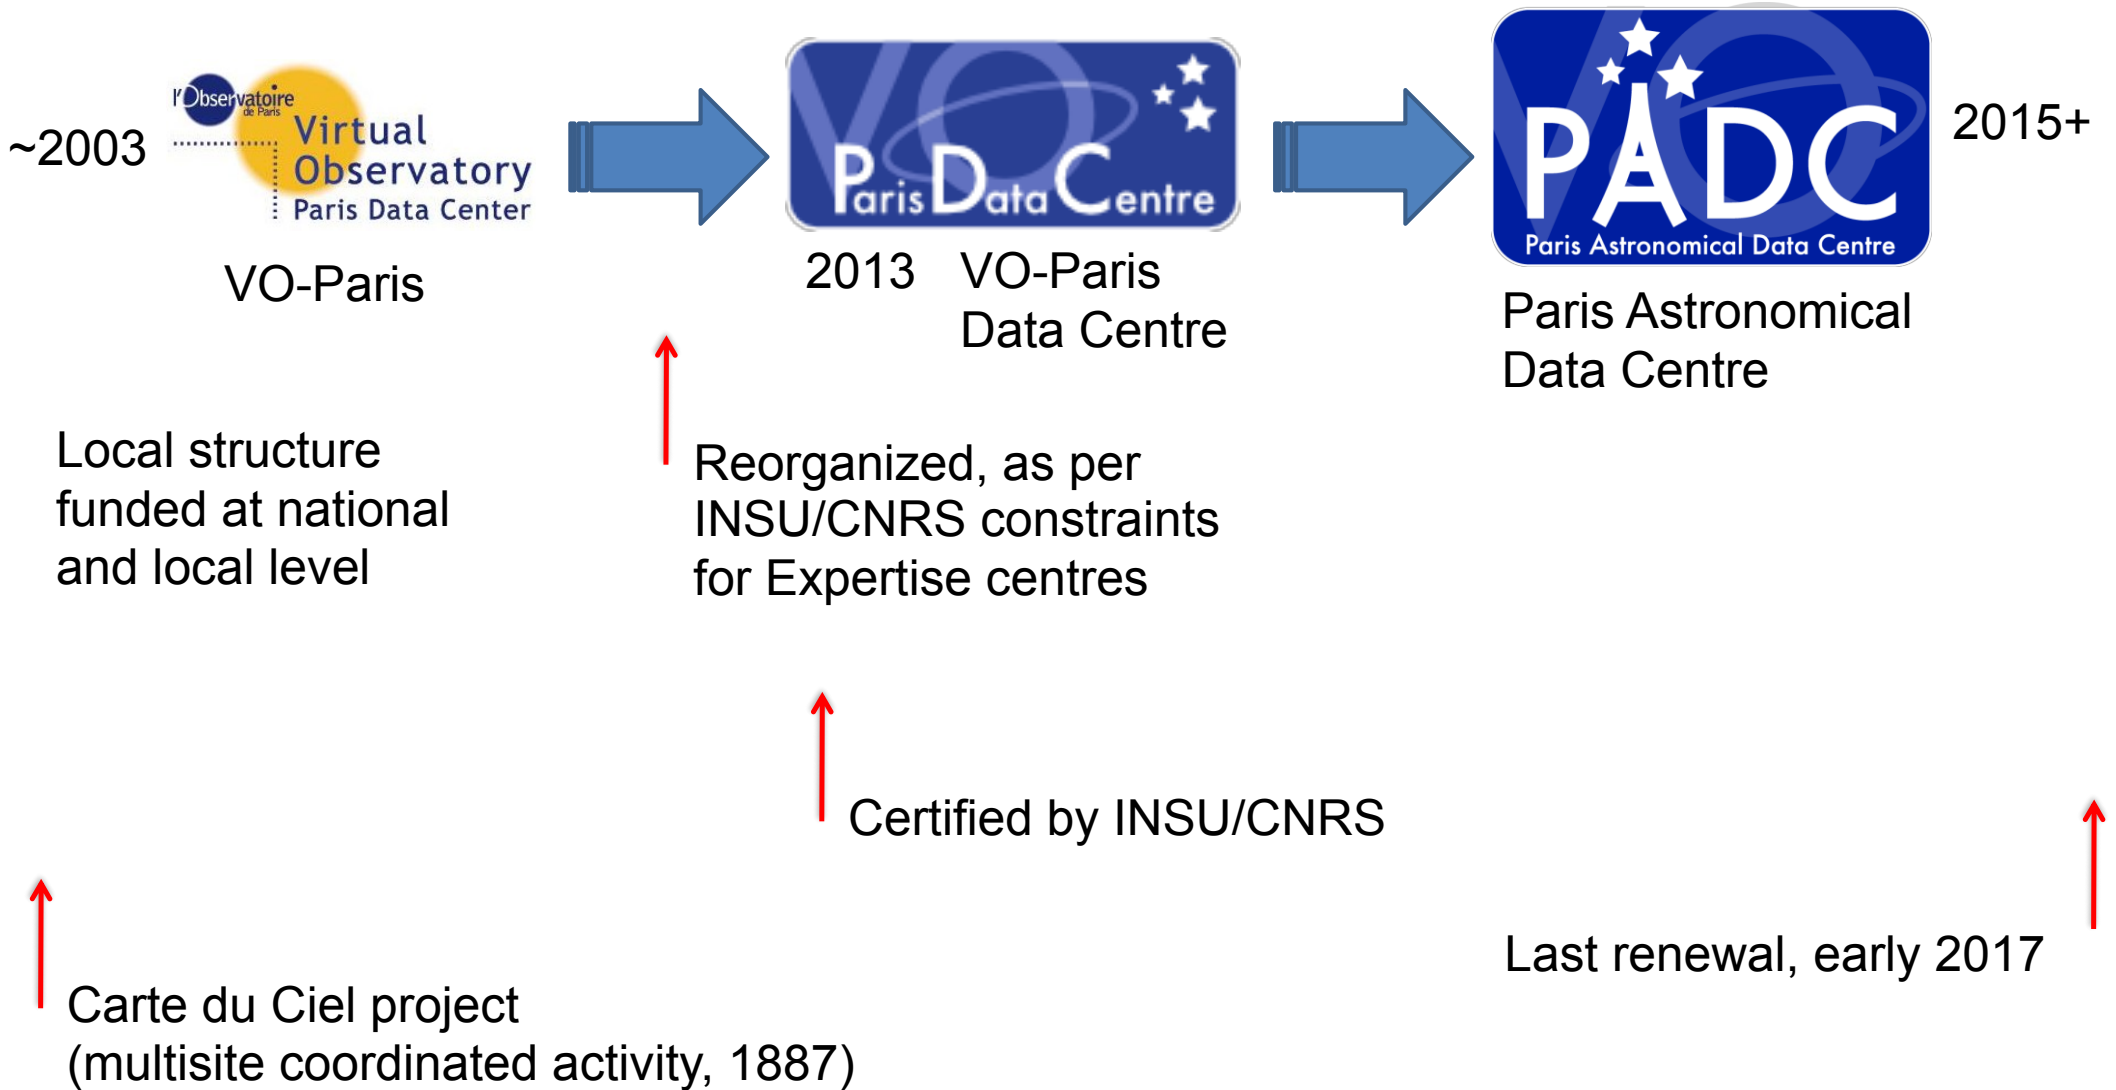 ~2003
l'Observatoire
de Paris
Virtual
Observatory
Paris Data Center
VO-Paris
VO
Paris Data Centre
2013
VO-Paris
Data Centre
VO
PADC
Paris Astronomical Data Centre
2015+
Paris Astronomical
Data Centre
Local structure
funded at national
and local level
Reorganized, as per
INSU/CNRS constraints
for Expertise centres
Certified by INSU/CNRS
Last renewal, early 2017
Carte du Ciel project
(multisite coordinated activity, 1887)